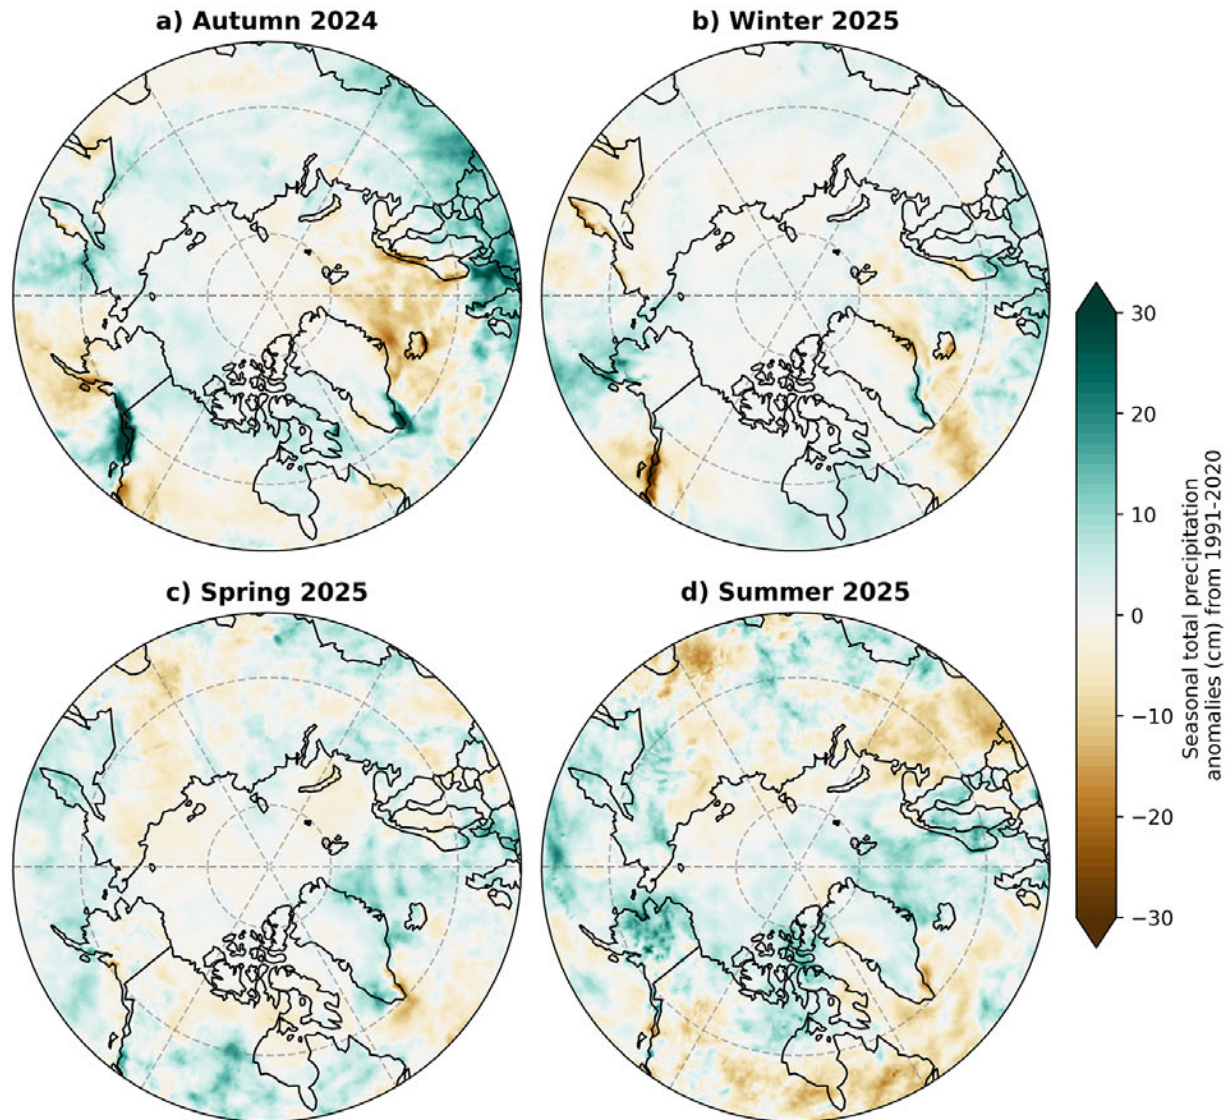 a) Autumn 2024
b) Winter 2025
c) Spring 2025
d) Summer 2025
30
20
10
0
−10
−20
−30
Seasonal total precipitation
anomalies (cm) from 1991-2020